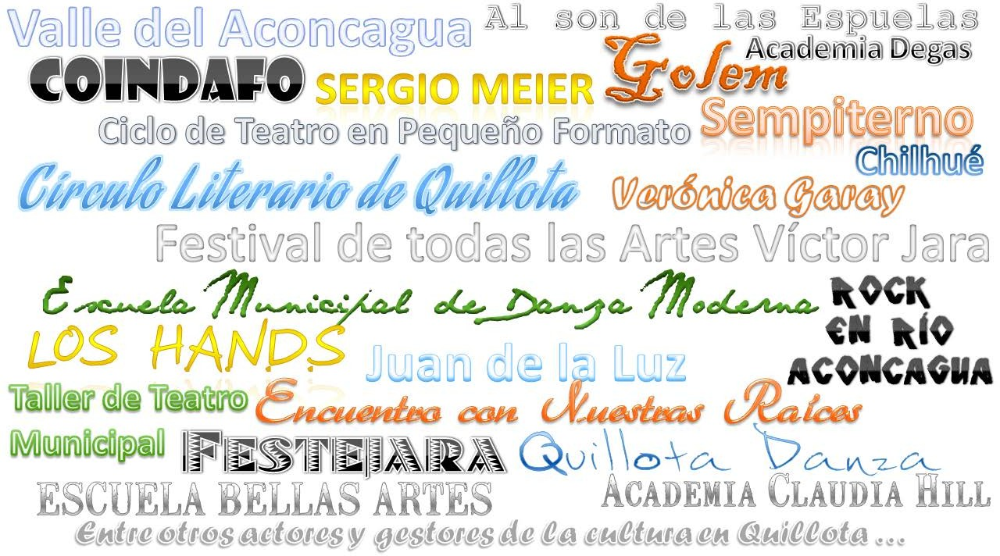 Valle del Aconcagua
Al son de las Espuelas
Academia Degas
COINDAFO
SERGIO MEIER
Golem
Sempiterno
Ciclo de Teatro en Pequeño Formato
Chilhué
Círculo Literario de Quillota
Verónica Garay
Festival de todas las Artes Víctor Jara
Escuela Municipal de Danza Moderna
ROCK
EN RÍO
ACONCAGUA
LOS HANDS
Juan de la Luz
Taller de Teatro
Municipal
Encuentro con Nuestras Raíces
FESTEJARA
Quillota Danza
ESCUELA BELLAS ARTES
ACADEMIA CLAUDIA HILL
Entre otros actores y gestores de la cultura en Quillota ...